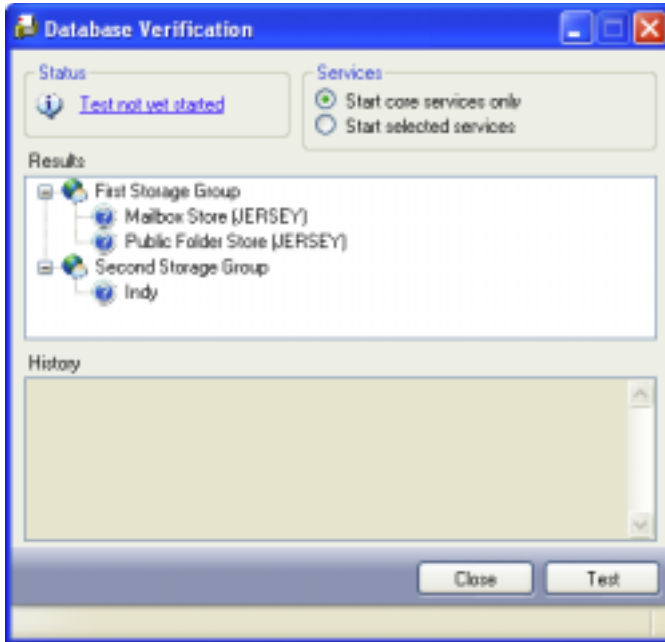 Database Verification
Status
Test not yet started
Services
Start core services only
Start selected services
Results
First Storage Group
Mailbox Store (JERSEY)
Public Folder Store (JERSEY)
Second Storage Group
Indy
History
Close
Test